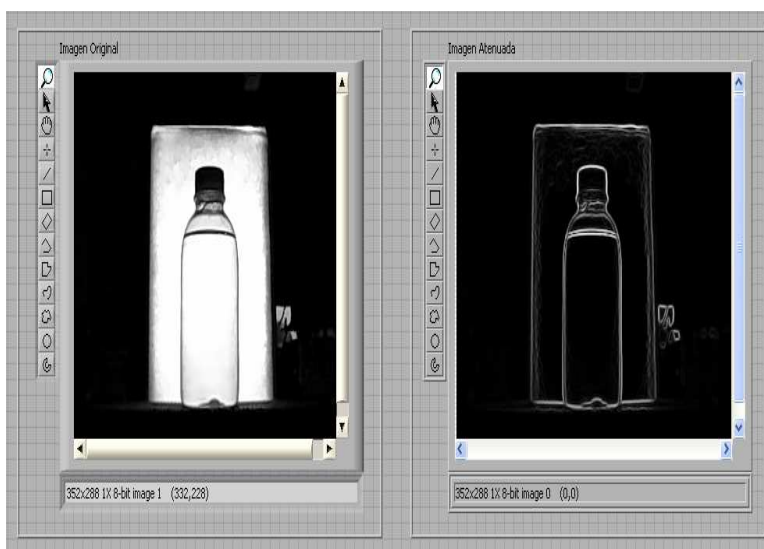 Imagen Original
Imagen Atenuada
352x288 1X 8-bit image 1 (332,228)
352x288 1X 8-bit image 0 (0,0)